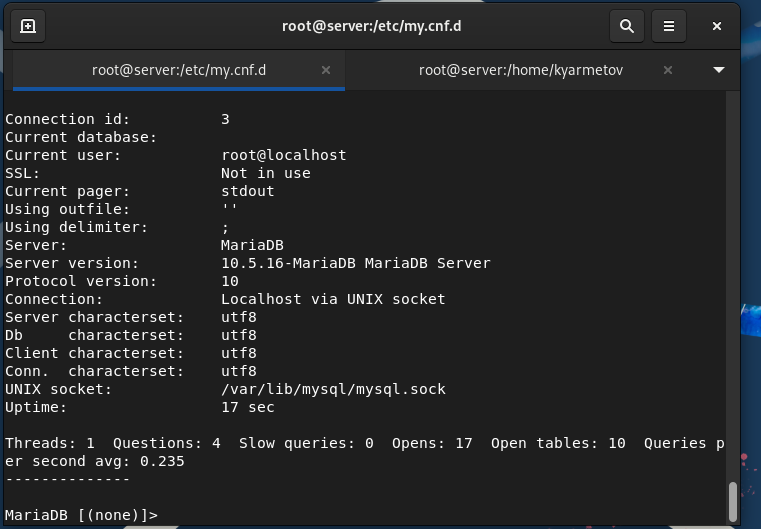 root@server:/etc/my.cnf.d
root@server:/etc/my.cnf.d
root@server:/home/kyarmetov
Connection id:          3
Current database:
Current user:           root@localhost
SSL:                    Not in use
Current pager:          stdout
Using outfile:          ''
Using delimiter:        ;
Server:                 MariaDB
Server version:         10.5.16-MariaDB MariaDB Server
Protocol version:       10
Connection:             Localhost via UNIX socket
Server characterset:    utf8
Db     characterset:    utf8
Client characterset:    utf8
Conn.  characterset:    utf8
UNIX socket:            /var/lib/mysql/mysql.sock
Uptime:                 17 sec
Threads: 1  Questions: 4  Slow queries: 0  Opens: 17  Open tables: 10  Queries p
er second avg: 0.235
--------------
MariaDB [(none)]>